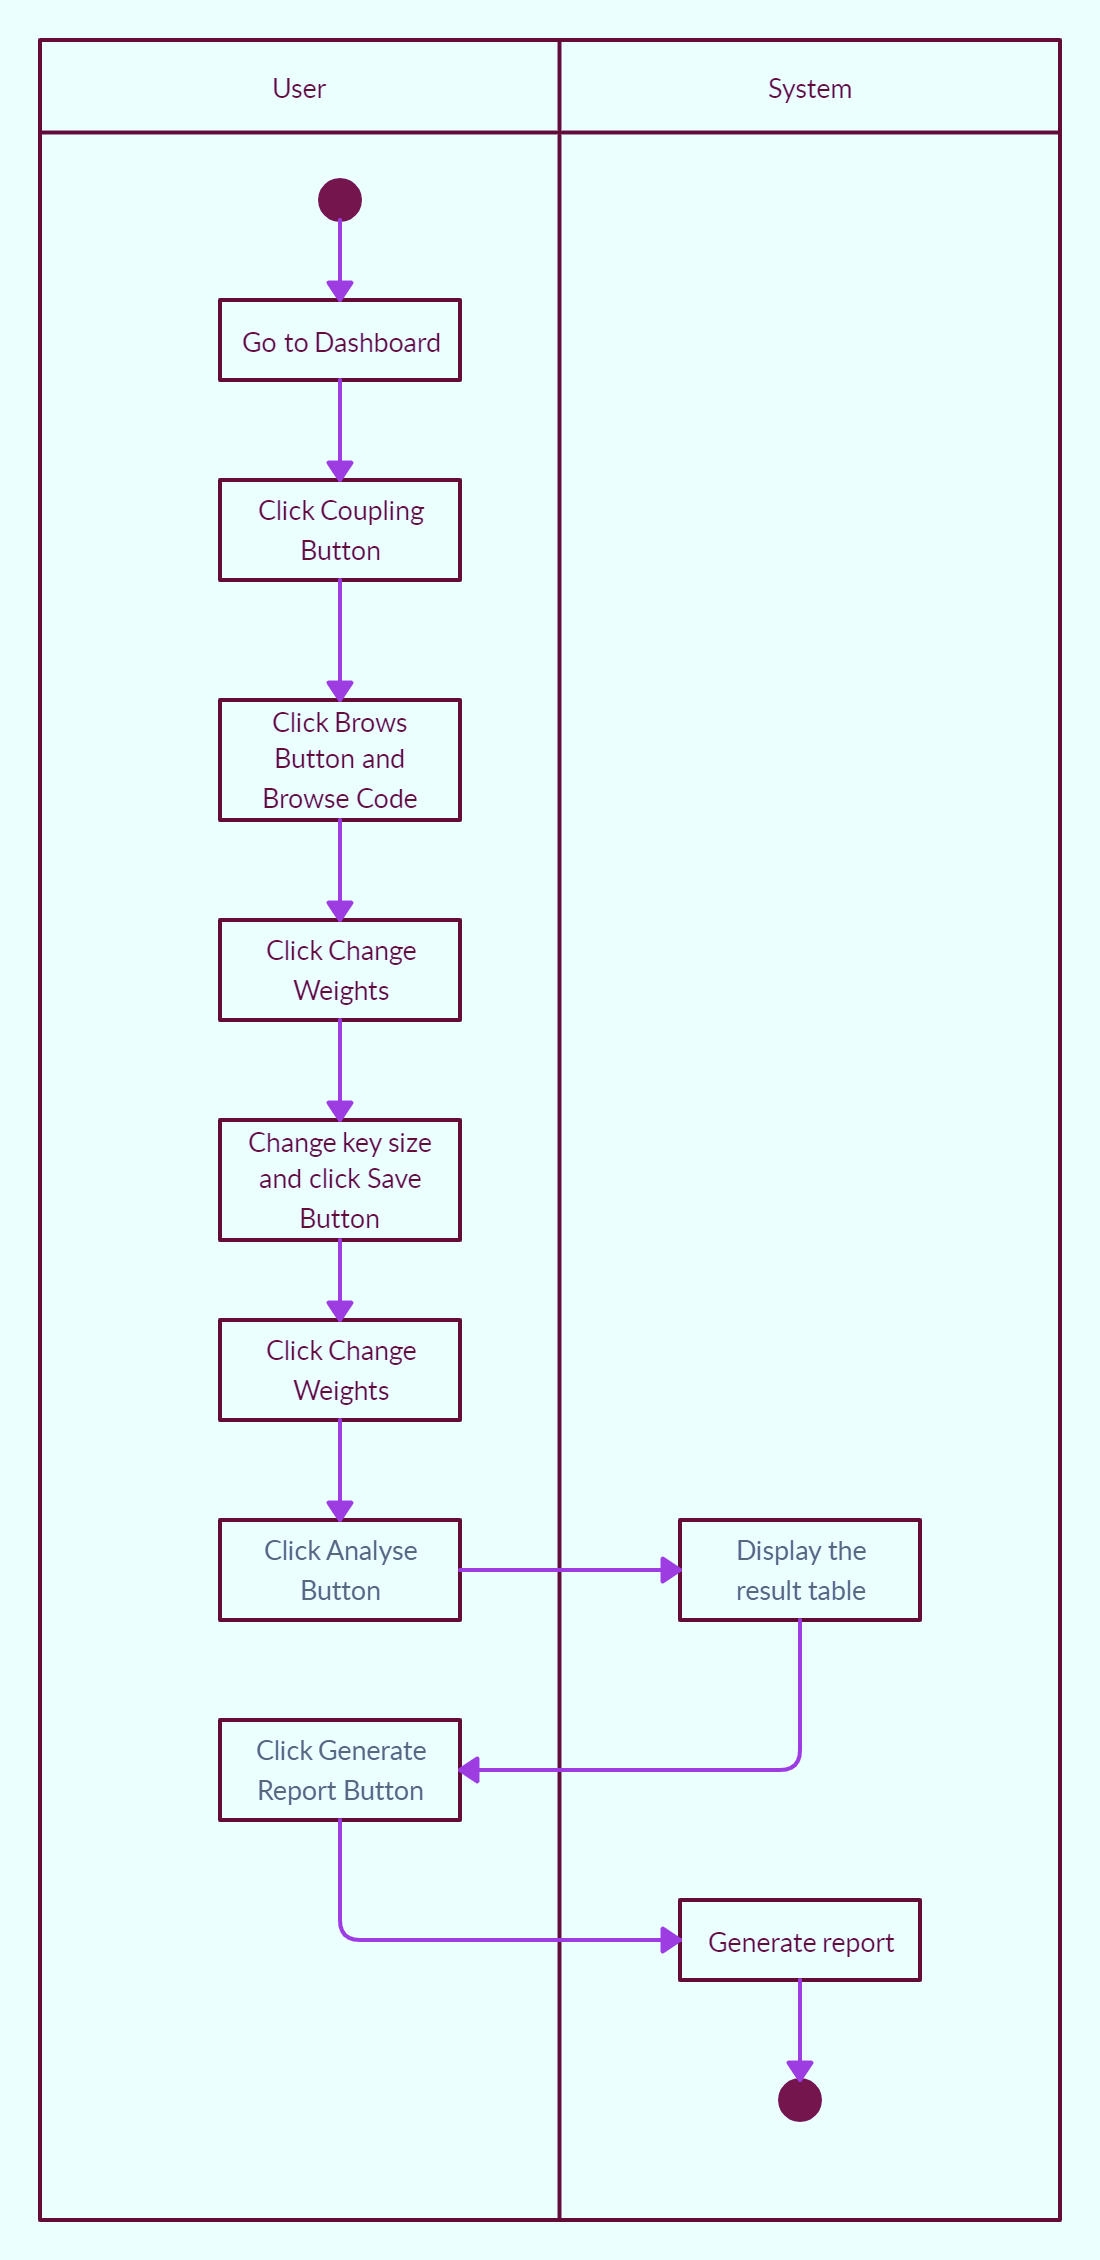 User
System
Go to Dashboard
Click Coupling
Button
Click Brows
Button and
Browse Code
Click Change
Weights
Change key size
and click Save
Button
Click Change
Weights
Click Analyse
Button
Display the
result table
Click Generate
Report Button
Generate report